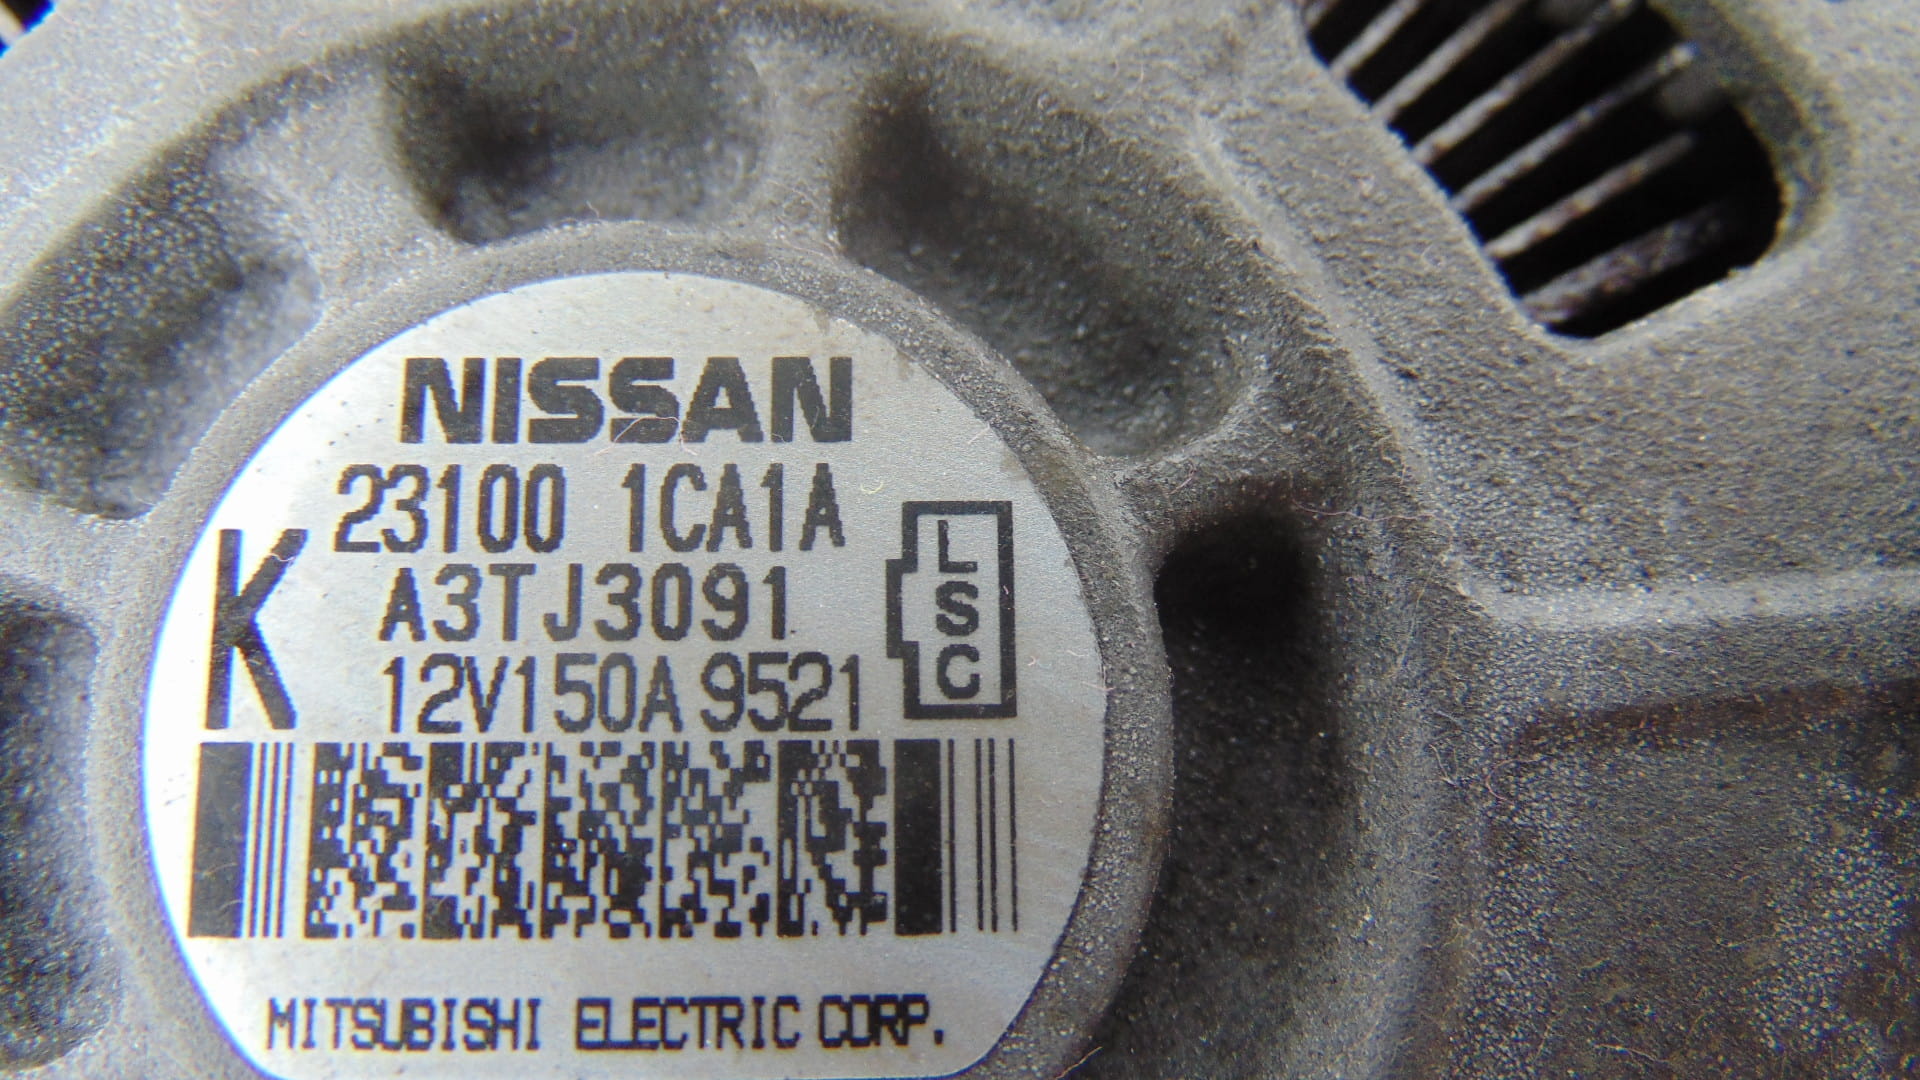 NISSAN
23100 1CA1A
K
A3TJ3091
12V150A 9521
L
S
C
MITSUBISHI ELECTRIC CORP.